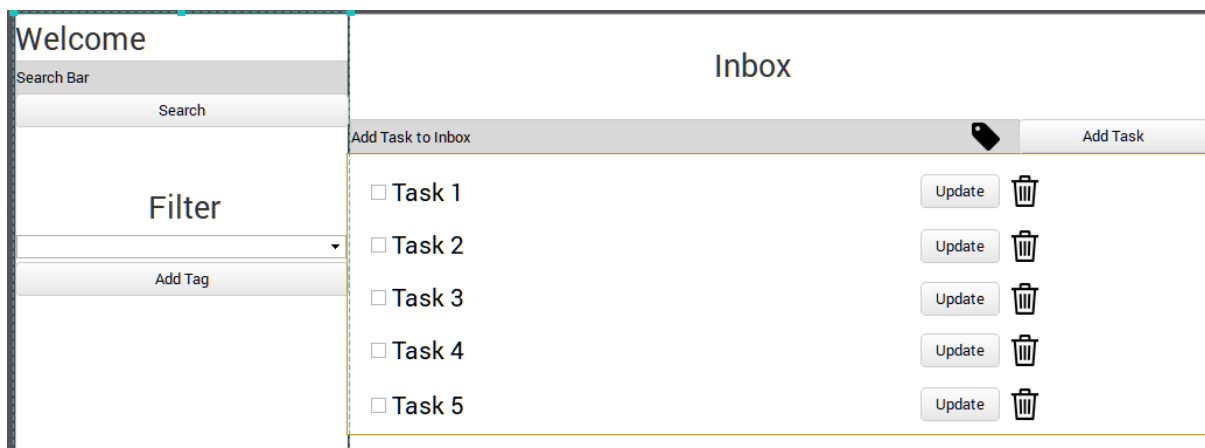 Welcome
Search Bar
Search
Filter
Add Tag
Inbox
Add Task to Inbox
Add Task
Task 1 Update
Task 2 Update
Task 3 Update
Task 4 Update
Task 5 Update